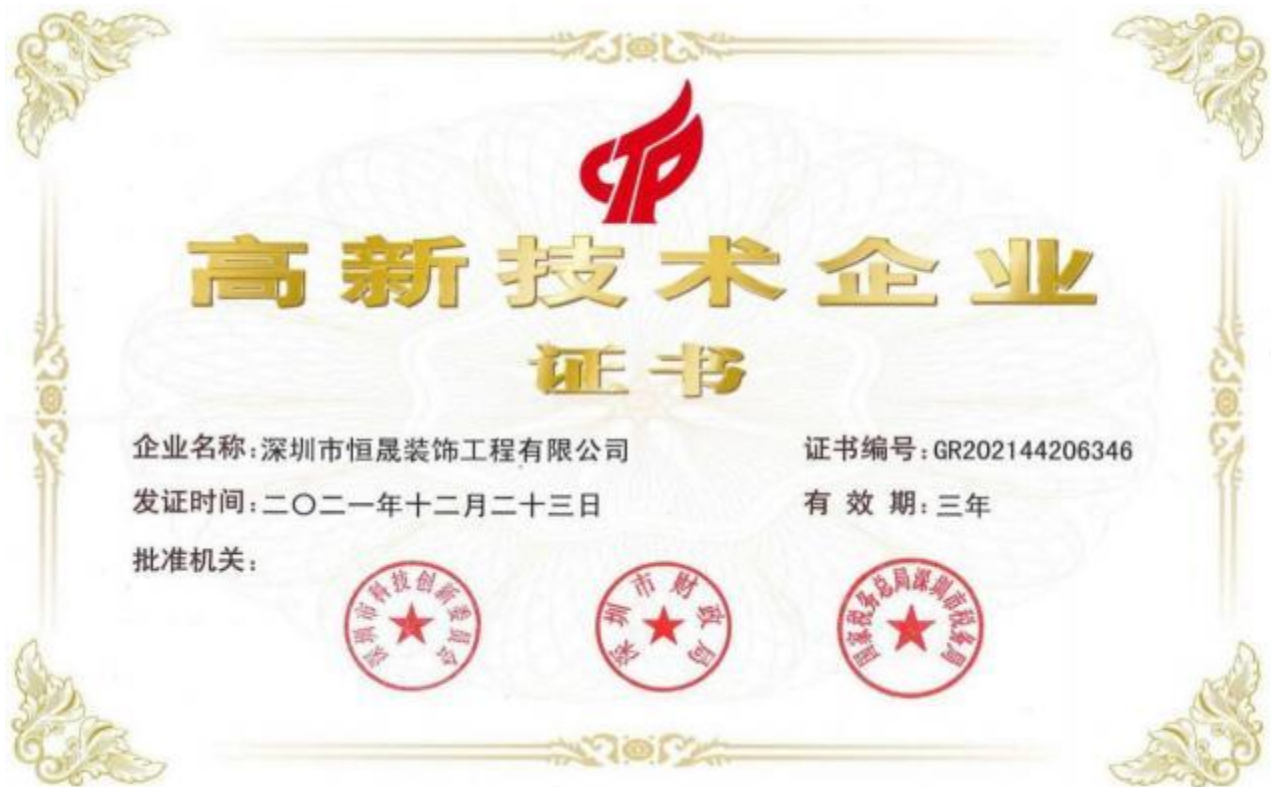 高新技术企业
证书
企业名称:深圳市恒晟装饰工程有限公司 证书编号:GR202144206346
发证时间:二〇二一年十二月二十三日 有效期:三年
批准机关:
深圳市科技创新委员会 深圳市财政局 国家税务总局深圳市税务局